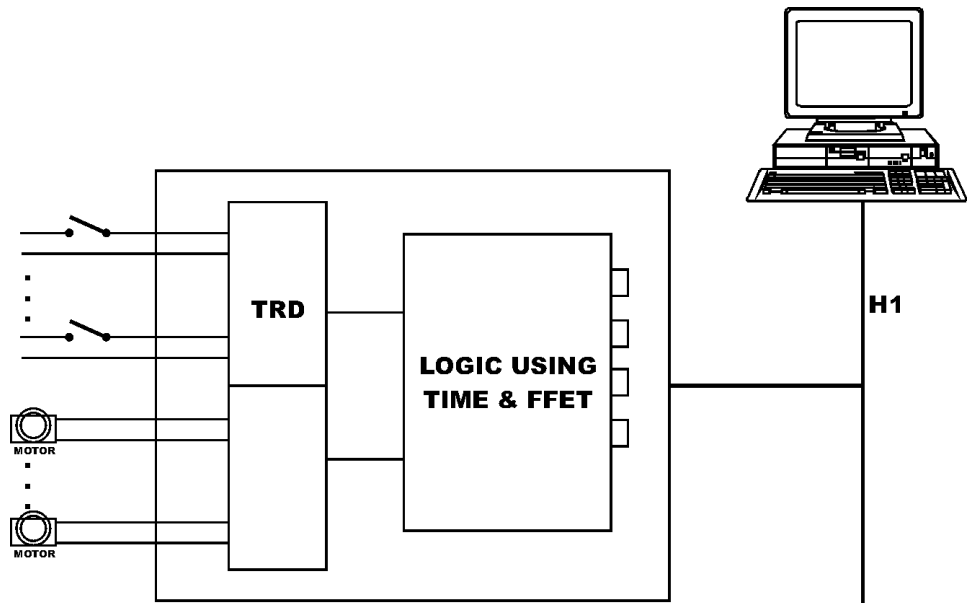 H1
TRD
LOGIC USING
TIME & FFET
MOTOR
MOTOR